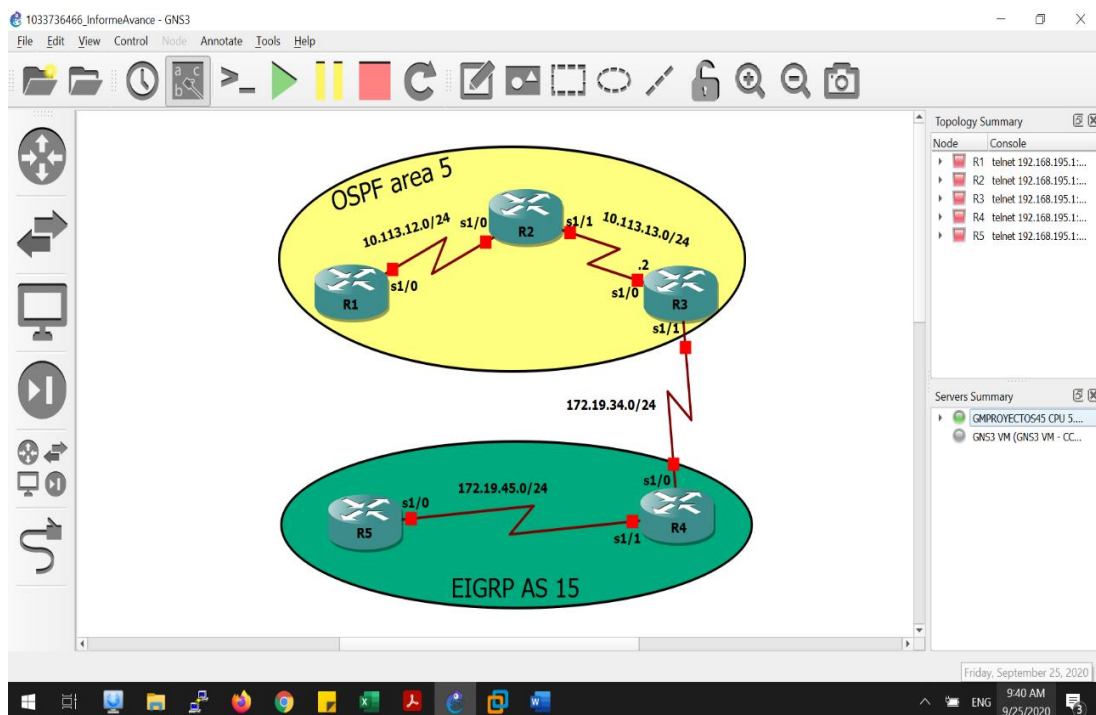 1033736466_InformeAvance - GNS3
File Edit View Control Node Annotate Tools Help
Topology Summary
Node Console
R1 telnet 192.168.195.1:...
R2 telnet 192.168.195.1:...
R3 telnet 192.168.195.1:...
R4 telnet 192.168.195.1:...
R5 telnet 192.168.195.1:...
OSPF area 5
10.113.12.0/24
s1/0
R2
s1/1
10.113.13.0/24
R1
s1/0
.2
s1/0
R3
s1/1
172.19.34.0/24
Servers Summary
GMPROYECTOS45 CPU 5....
GNS3 VM (GNS3 VM - CC...
172.19.45.0/24
s1/0
R5
s1/0
R4
s1/1
EIGRP AS 15
Friday, September 25, 2020
ENG
9:40 AM
9/25/2020
3